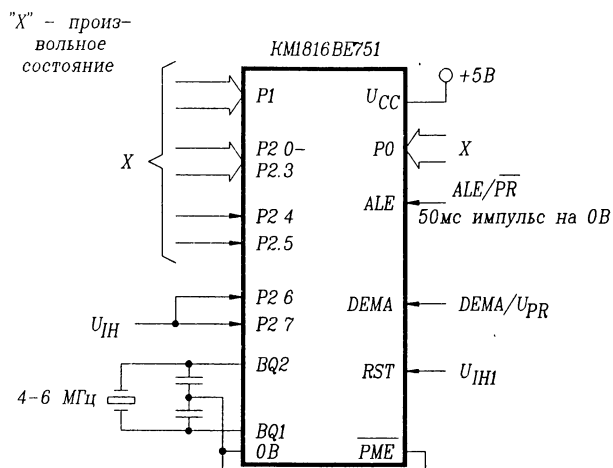 "X" - произ-
вольное
состояние
КМ1816ВЕ751
P1
U_CC
+5В
X
P2 0-
P2.3
P0
X
P2 4
P2.5
ALE
ALE/P̅R̅
50мс импульс на 0В
U_IH
P2 6
P2 7
DEMA
DEMA/U_PR
BQ2
RST
U_IH1
4-6 МГц
BQ1
0В
P̅M̅E̅